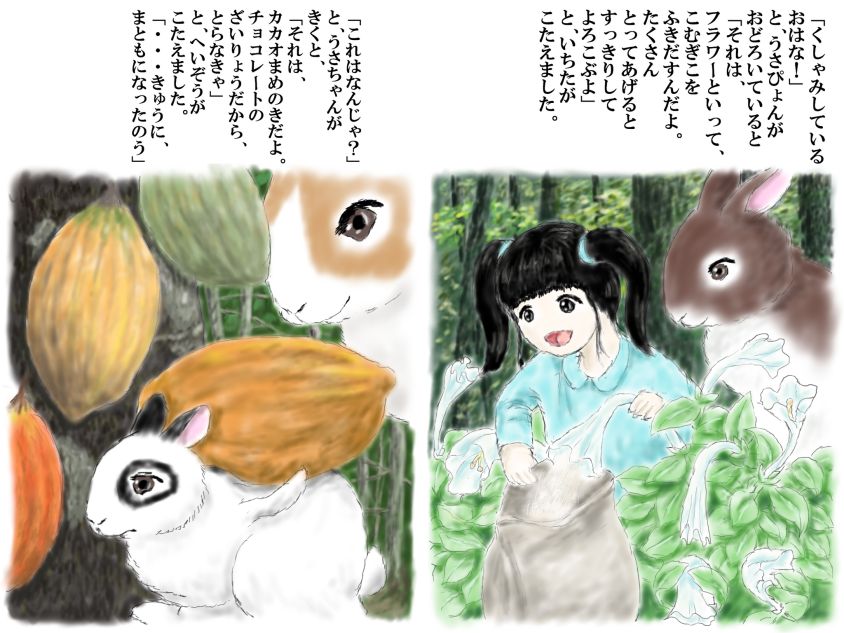 「くしゃみしている
おはな！」
と、うさぴょんが
おどろいていると
「それは、
フラワーといって、
こむぎこを
ふきだすんだよ。
たくさん
とってあげると
すっきりして
よろこぶよ」
と、いちたが
こたえました。
「これはなんじゃ？」
と、うさちゃんが
きくと、
「それは、
カカオまめのきだよ。
チョコレートの
ざいりょうだから、
とらなきゃ」
と、へいぞうが
こたえました。
「・・・きゅうに、
まともになったのう」